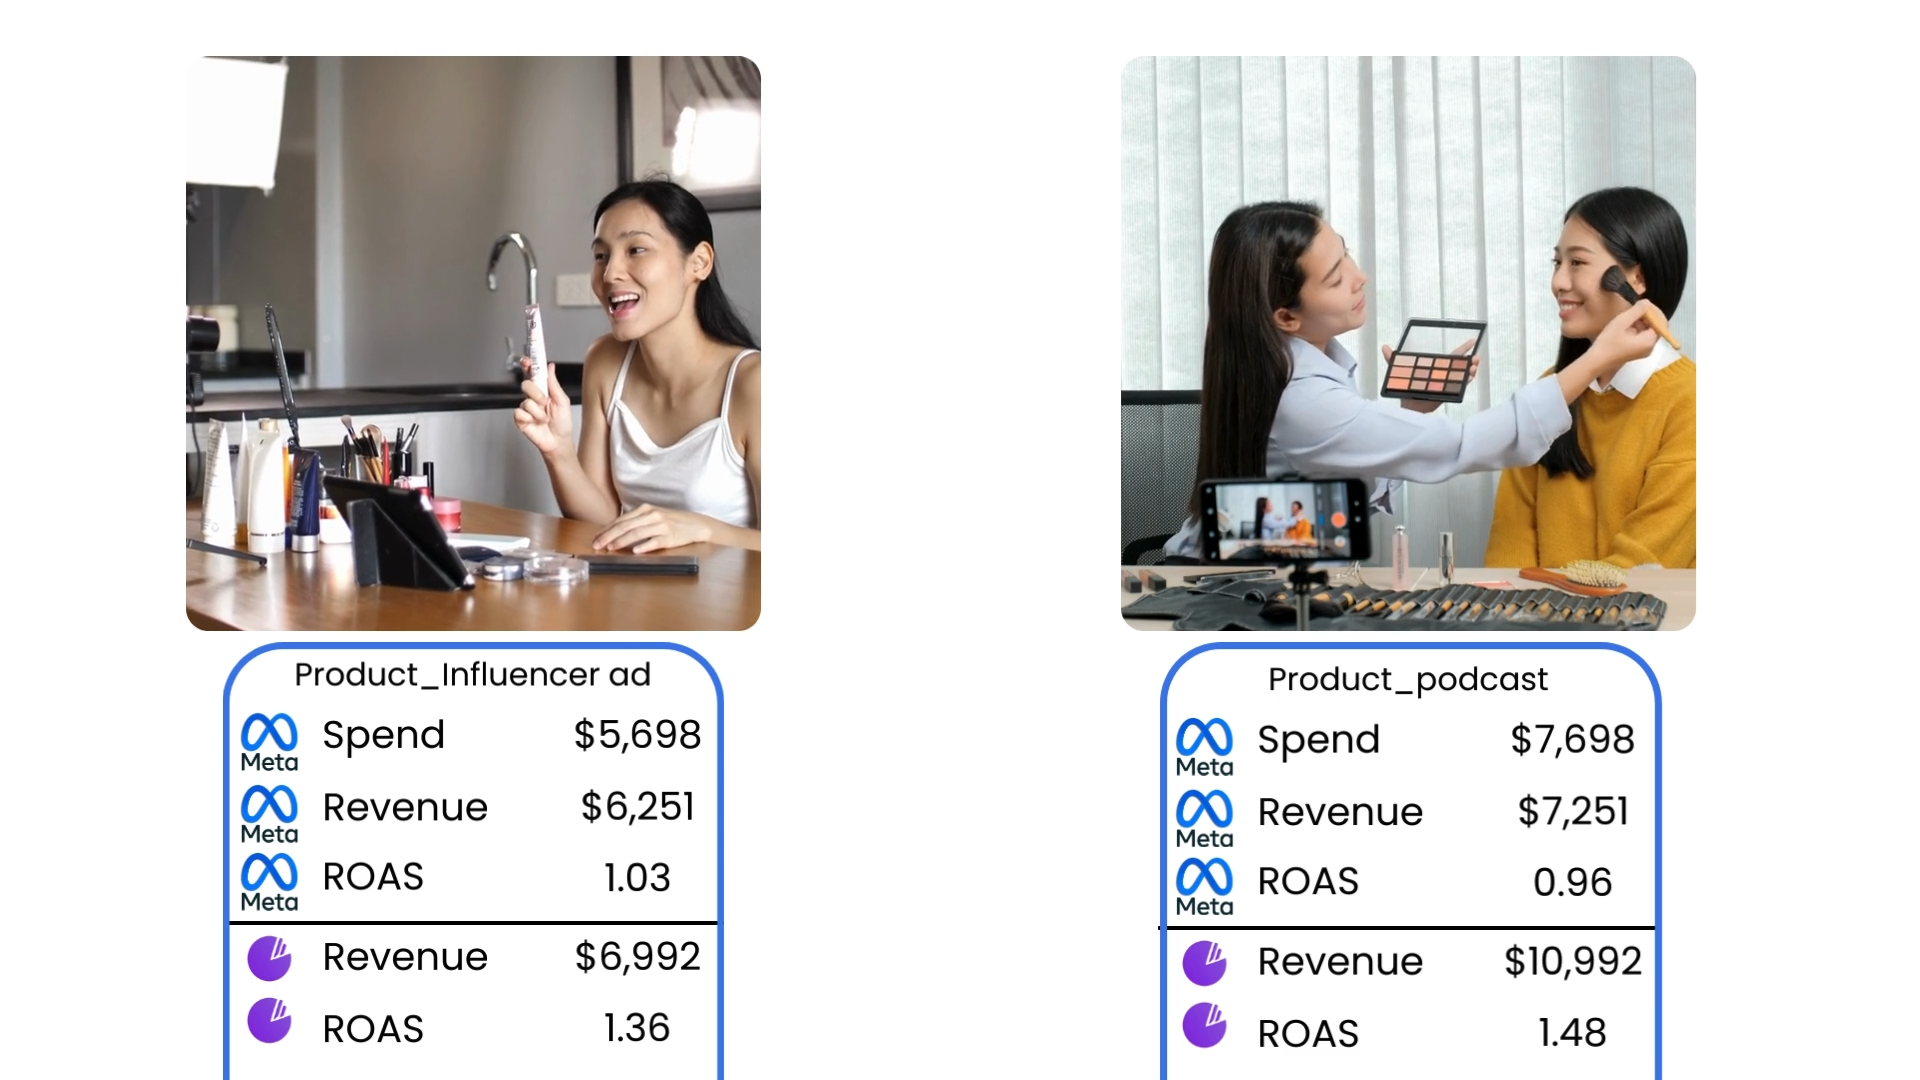 Product_Influencer ad
Meta Spend $5,698
Meta Revenue $6,251
Meta ROAS 1.03
Revenue $6,992
ROAS 1.36
Product_podcast
Meta Spend $7,698
Meta Revenue $7,251
Meta ROAS 0.96
Revenue $10,992
ROAS 1.48